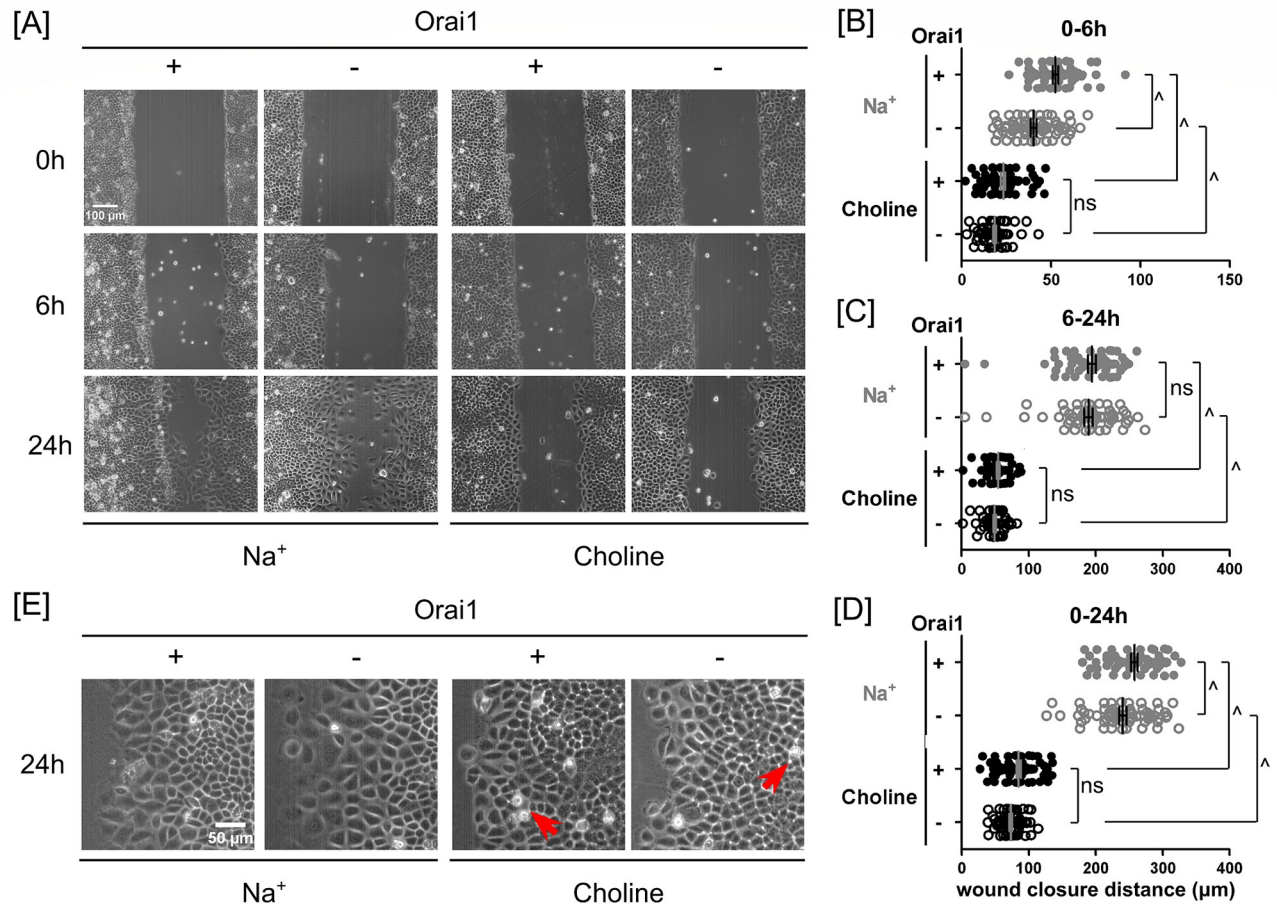 [A]
Orai1
+ - + -
0h
100 µm
6h
24h
Na⁺ Choline
[B]
0-6h
Orai1
+
Na⁺
-
+
Choline
-
^
^
^
ns
0 50 100 150
[C]
6-24h
Orai1
+
Na⁺
-
+
Choline
-
ns
^
^
ns
0 100 200 300 400
[E]
Orai1
+ - + -
24h
50 µm
Na⁺ Choline
[D]
0-24h
Orai1
+
Na⁺
-
+
Choline
-
^
^
^
ns
0 100 200 300 400
wound closure distance (µm)